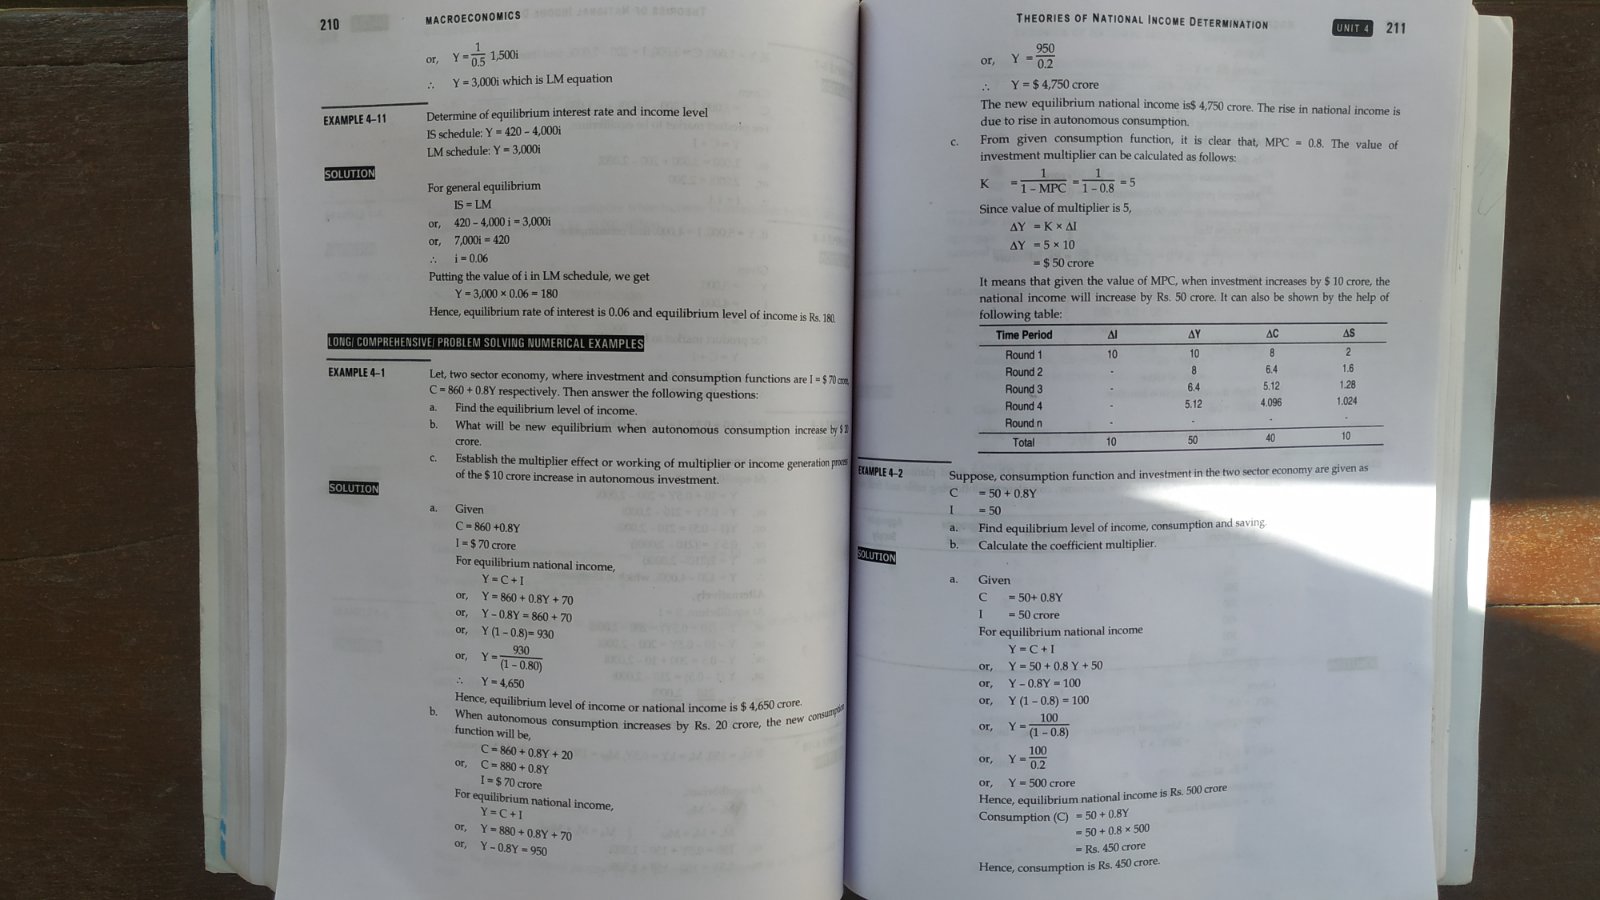 210
MACROECONOMICS
or, Y = 1/0.5 1,500i
∴ Y = 3,000i which is LM equation
EXAMPLE 4-11
Determine of equilibrium interest rate and income level
IS schedule: Y = 420 – 4,000i
LM schedule: Y = 3,000i
SOLUTION
For general equilibrium
IS = LM
or, 420 – 4,000 i = 3,000i
or, 7,000i = 420
∴ i = 0.06
Putting the value of i in LM schedule, we get
Y = 3,000 × 0.06 = 180
Hence, equilibrium rate of interest is 0.06 and equilibrium level of income is Rs. 180.
LONG/ COMPREHENSIVE/ PROBLEM SOLVING NUMERICAL EXAMPLES
EXAMPLE 4-1
Let, two sector economy, where investment and consumption functions are I = $ 70 crore,
C = 860 + 0.8Y respectively. Then answer the following questions:
a. Find the equilibrium level of income.
b. What will be new equilibrium when autonomous consumption increase by $ 20
crore.
c. Establish the multiplier effect or working of multiplier or income generation process
of the $ 10 crore increase in autonomous investment.
SOLUTION
a. Given
C = 860 +0.8Y
I = $ 70 crore
For equilibrium national income,
Y = C + I
or, Y = 860 + 0.8Y + 70
or, Y – 0.8Y = 860 + 70
or, Y (1 – 0.8)= 930
or, Y = 930/(1 – 0.80)
∴ Y = 4,650
Hence, equilibrium level of income or national income is $ 4,650 crore.
b. When autonomous consumption increases by Rs. 20 crore, the new consumption
function will be,
C = 860 + 0.8Y + 20
or, C = 880 + 0.8Y
I = $ 70 crore
For equilibrium national income,
Y = C + I
or, Y = 880 + 0.8Y + 70
or, Y – 0.8Y = 950
THEORIES OF NATIONAL INCOME DETERMINATION
UNIT 4
211
or, Y = 950/0.2
∴ Y = $ 4,750 crore
The new equilibrium national income is$ 4,750 crore. The rise in national income is
due to rise in autonomous consumption.
c. From given consumption function, it is clear that, MPC = 0.8. The value of
investment multiplier can be calculated as follows:
K = 1/(1 – MPC) = 1/(1 – 0.8) = 5
Since value of multiplier is 5,
ΔY = K × ΔI
ΔY = 5 × 10
= $ 50 crore
It means that given the value of MPC, when investment increases by $ 10 crore, the
national income will increase by Rs. 50 crore. It can also be shown by the help of
following table:
Time Period ΔI ΔY ΔC ΔS
Round 1 10 10 8 2
Round 2 - 8 6.4 1.6
Round 3 - 6.4 5.12 1.28
Round 4 - 5.12 4.096 1.024
Round n - - - -
Total 10 50 40 10
EXAMPLE 4-2
Suppose, consumption function and investment in the two sector economy are given as
C = 50 + 0.8Y
I = 50
a. Find equilibrium level of income, consumption and saving.
b. Calculate the coefficient multiplier.
SOLUTION
a. Given
C = 50+ 0.8Y
I = 50 crore
For equilibrium national income
Y = C + I
or, Y = 50 + 0.8 Y + 50
or, Y – 0.8Y = 100
or, Y (1 – 0.8) = 100
or, Y = 100/(1 – 0.8)
or, Y = 100/0.2
or, Y = 500 crore
Hence, equilibrium national income is Rs. 500 crore
Consumption (C) = 50 + 0.8Y
= 50 + 0.8 × 500
= Rs. 450 crore
Hence, consumption is Rs. 450 crore.